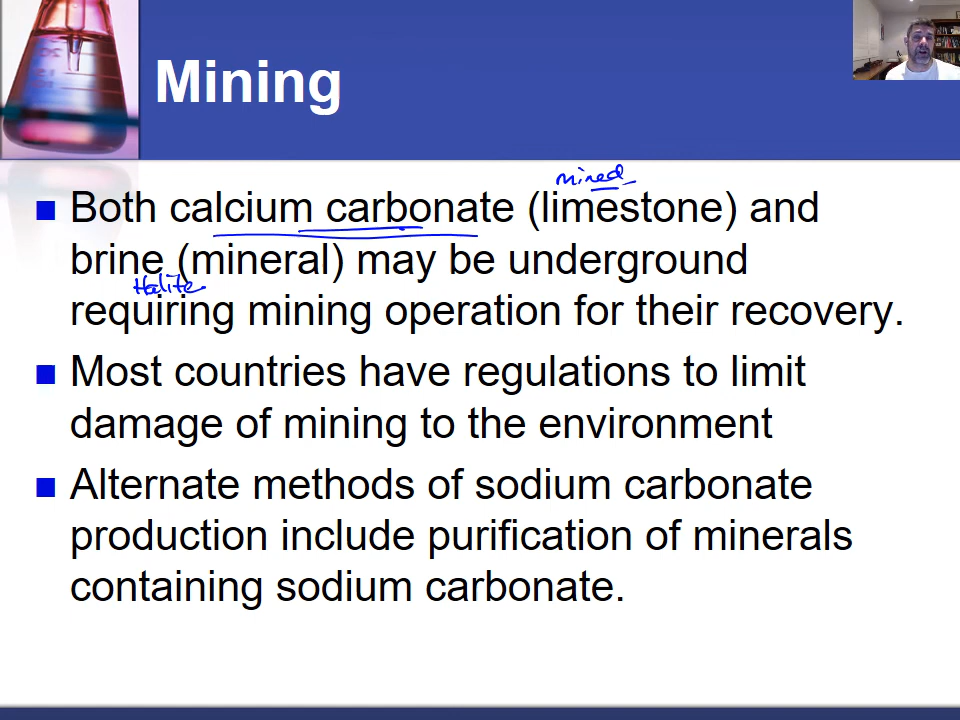 Mining
mined
Both calcium carbonate (limestone) and
brine (mineral) may be underground
Halite
requiring mining operation for their recovery.
Most countries have regulations to limit
damage of mining to the environment
Alternate methods of sodium carbonate
production include purification of minerals
containing sodium carbonate.